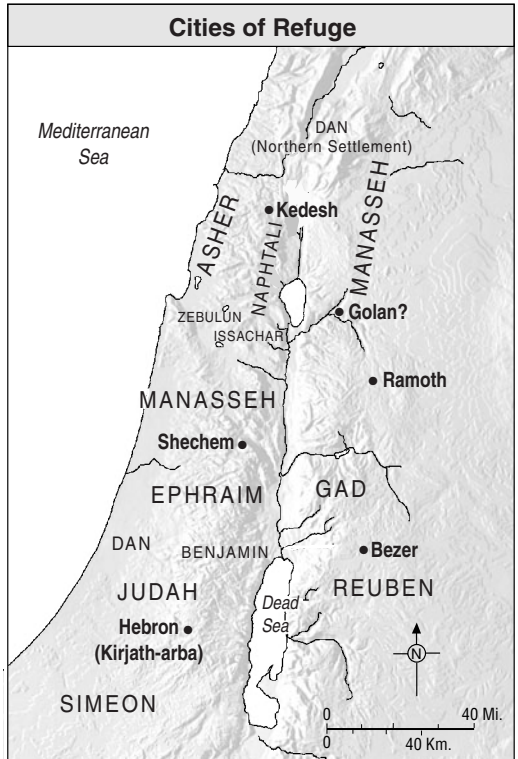 Cities of Refuge
Mediterranean
Sea
DAN
(Northern Settlement)
MANASSEH
ASHER
Kedesh
NAPHTALI
ZEBULUN
ISSACHAR
Golan?
Ramoth
MANASSEH
Shechem
EPHRAIM
GAD
DAN
BENJAMIN
Bezer
JUDAH
REUBEN
Dead
Sea
Hebron
(Kirjath-arba)
N
SIMEON
0 40 Mi.
0 40 Km.